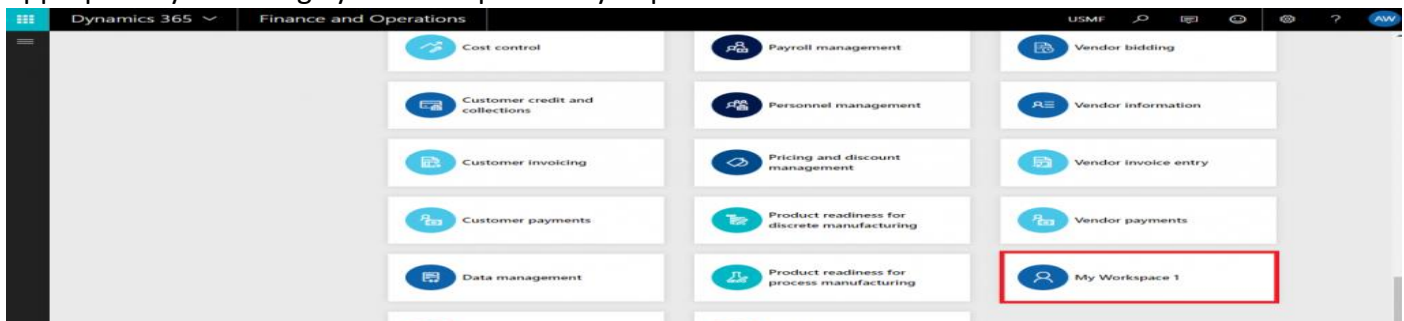 Dynamics 365 Finance and Operations USMF ? AW
Cost control
Payroll management
Vendor bidding
Customer credit and
collections
Personnel management
Vendor information
Customer invoicing
Pricing and discount
management
Vendor invoice entry
Customer payments
Product readiness for
discrete manufacturing
Vendor payments
Data management
Product readiness for
process manufacturing
My Workspace 1